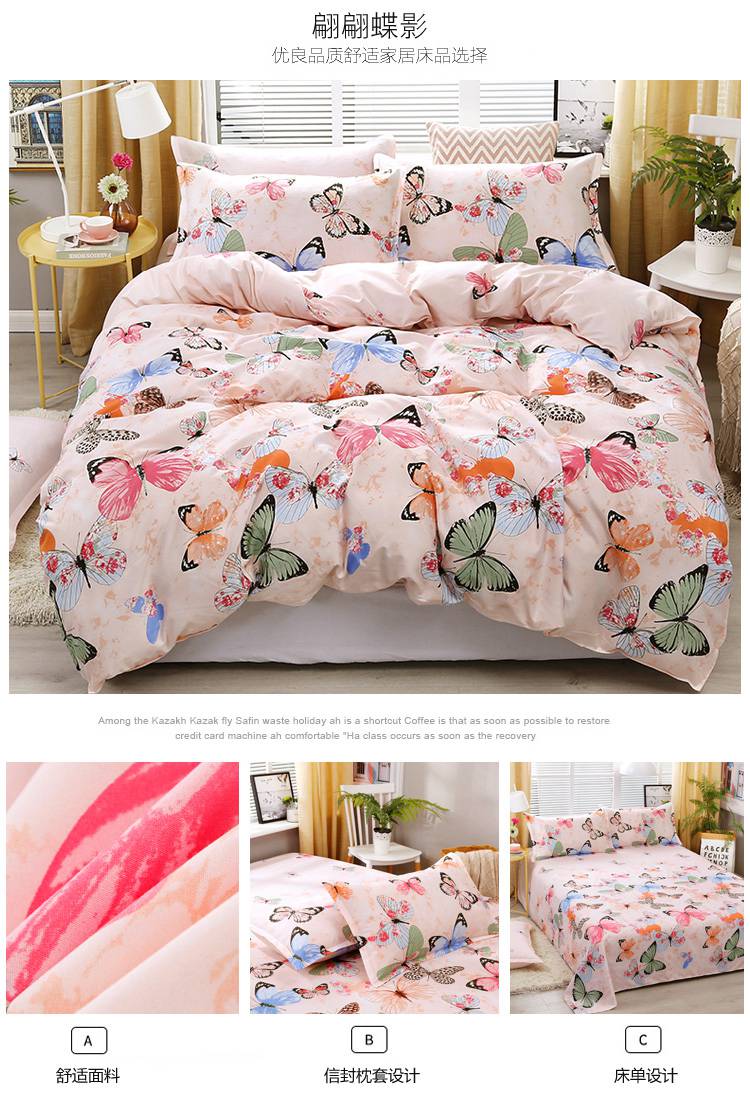 翩翩蝶影
优良品质舒适家居床品选择
FASHION
Among the Kazakh Kazak fly Safin waste holiday ah is a shortcut Coffee is that as soon as possible to restore
credit card machine ah comfortable "Ha class occurs as soon as the recovery
A B C D E
F G H I J K
A
B
C
舒适面料
信封枕套设计
床单设计